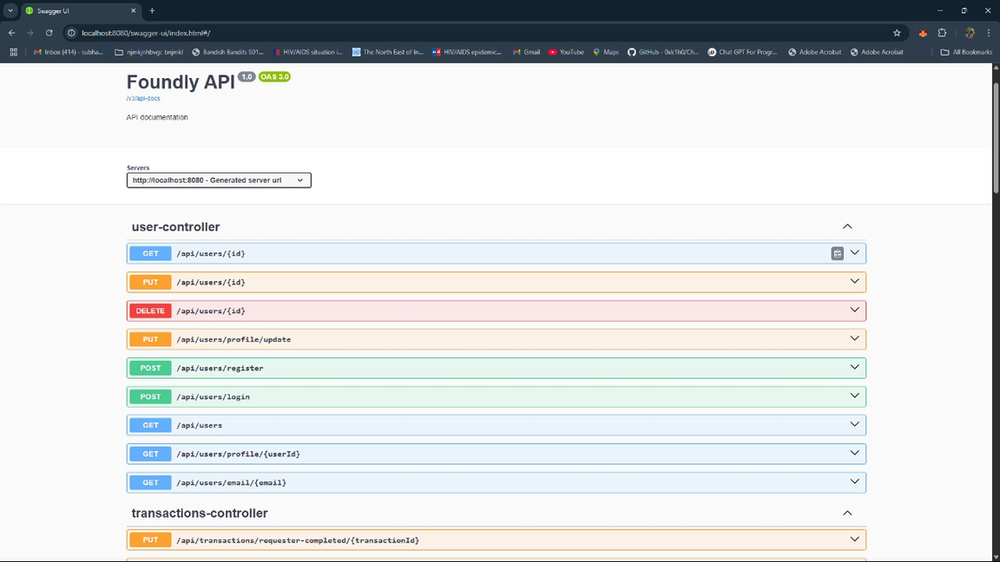 Swagger UI
localhost:8080/swagger-ui/index.html#/
Inbox (414) - subha...
njmkjnhbvgc bnjmkl
Bandish Bandits S01...
HIV/AIDS situation i...
The North East of In...
HIV/AIDS epidemic...
Gmail
YouTube
Maps
GitHub - 0xk1h0/Ch...
Chat GPT For Progr...
Adobe Acrobat
Adobe Acrobat
All Bookmarks
Foundly API 1.0 OAS 3.0
/v3/api-docs
API documentation
Servers
http://localhost:8080 - Generated server url
user-controller
GET /api/users/{id}
PUT /api/users/{id}
DELETE /api/users/{id}
PUT /api/users/profile/update
POST /api/users/register
POST /api/users/login
GET /api/users
GET /api/users/profile/{userId}
GET /api/users/email/{email}
transactions-controller
PUT /api/transactions/requester-completed/{transactionId}